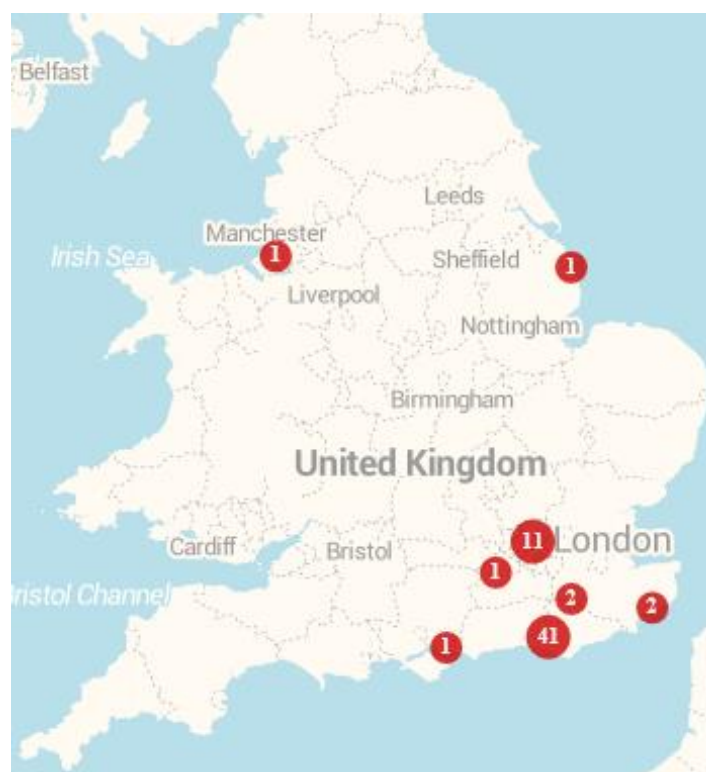 Belfast
Leeds
Manchester
1
Irish Sea
Sheffield
1
Liverpool
Nottingham
Birmingham
United Kingdom
11
London
Cardiff
Bristol
1
ristol Channel
2
2
41
1